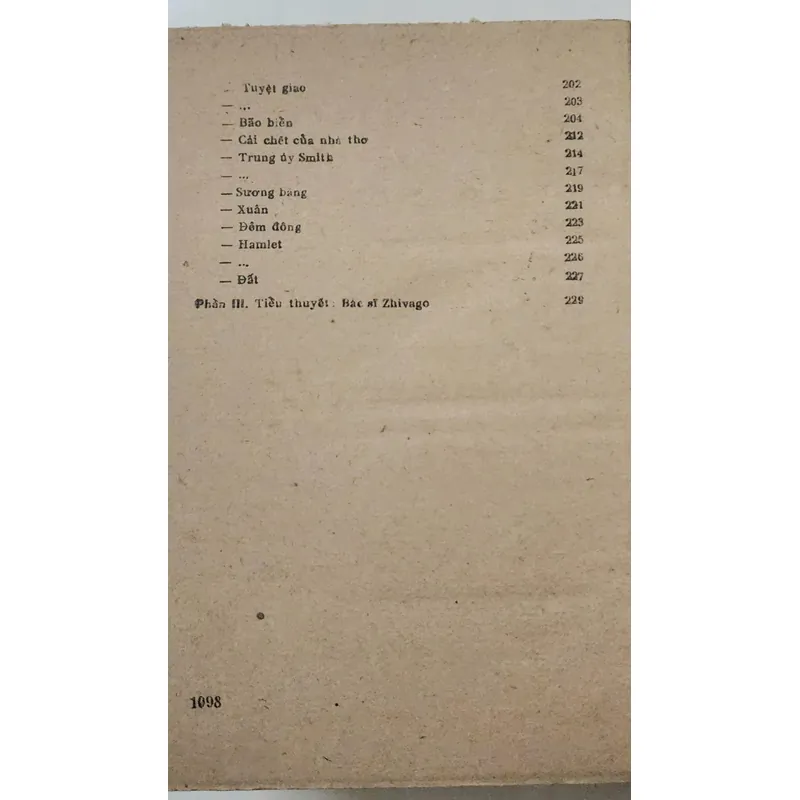 — Tuyệt giao 202
— ... 203
— Bão biển 204
— Cái chết của nhà thơ 212
— Trung úy Smith 214
— ... 217
— Sương băng 219
— Xuân 221
— Đêm đông 223
— Hamlet 225
— ... 226
— Đất 227
Phần III. Tiểu thuyết: Bác sĩ Zhivago 229
1098